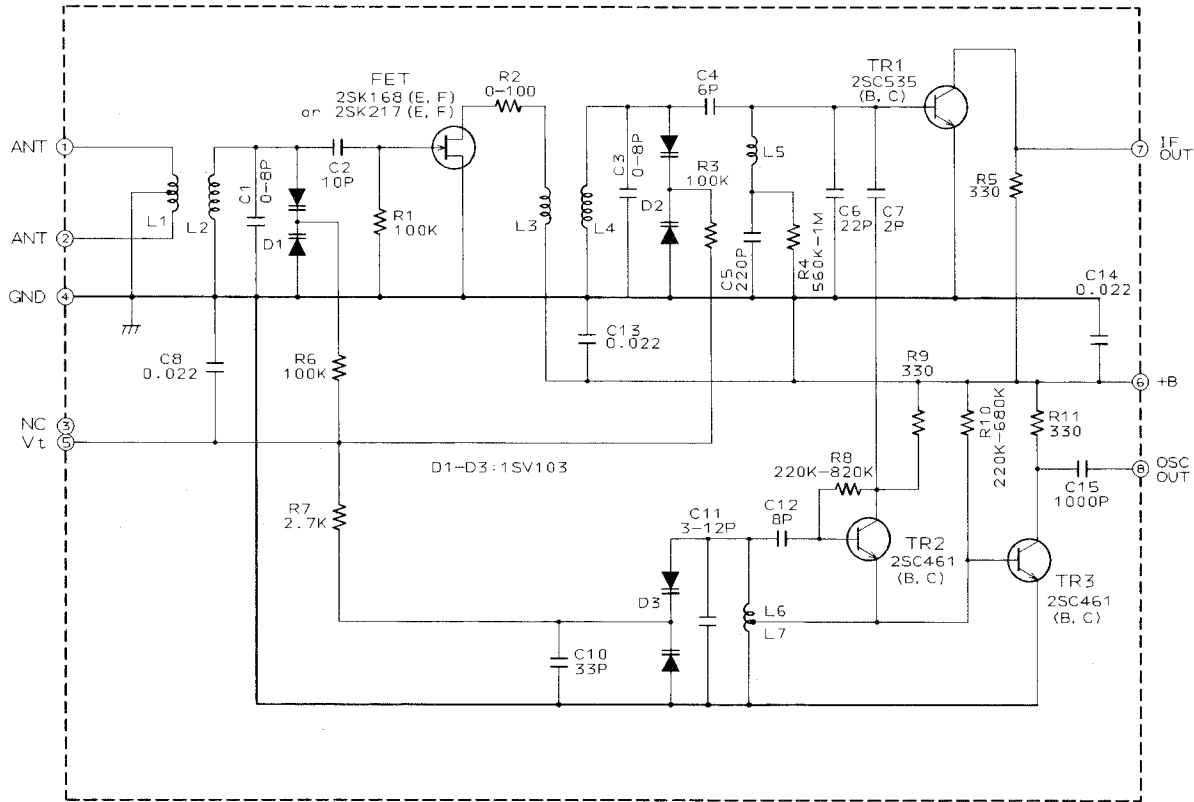 FET
2SK168(E,F)
or 2SK217(E,F)
R2
0-100
C4
6P
TR1
2SC535
(B,C)
ANT 1
C1
0-8P
C2
10P
R1
100K
L1
L2
D1
ANT 2
L3
L4
C3
0-8P
D2
R3
100K
L5
C5
220P
R4
560K-1M
C6
22P
C7
2P
R5
330
7 IF
OUT
GND 4
C14
0.022
C8
0.022
R6
100K
C13
0.022
R9
330
6 +B
NC 3
Vt 5
D1-D3:1SV103
R8
220K-820K
R10
220K-680K
R11
330
8 OSC
OUT
C15
1000P
R7
2.7K
C11
3-12P
C12
8P
TR2
2SC461
(B,C)
TR3
2SC461
(B,C)
D3
L6
L7
C10
33P